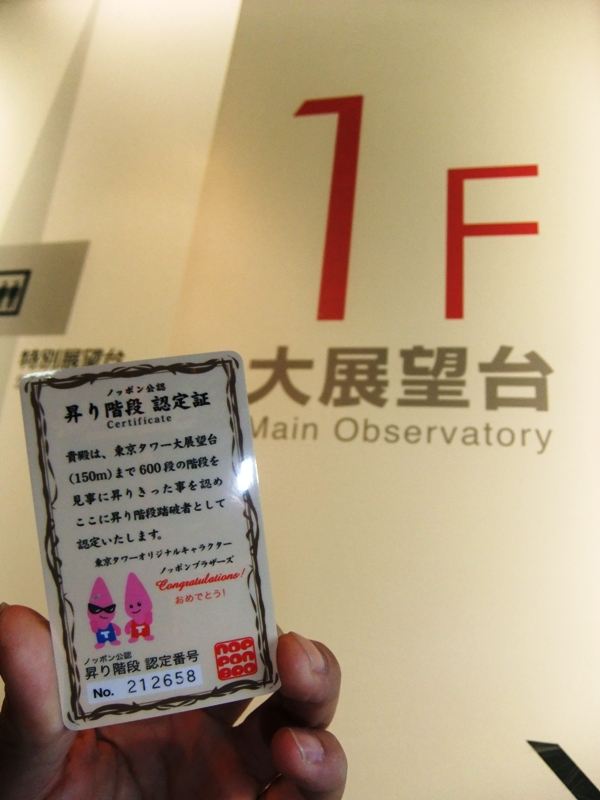 1F
特別展望台
大展望台
Main Observatory
ノッポン公認
昇り階段 認定証
Certificate
貴殿は、東京タワー大展望台
(150m)まで600段の階段を
見事に昇りきった事を認め
ここに昇り階段踏破者として
認定いたします。
東京タワーオリジナルキャラクター
ノッポンブラザーズ
Congratulations!
おめでとう!
ノッポン公認
昇り階段 認定番号
No. 212658